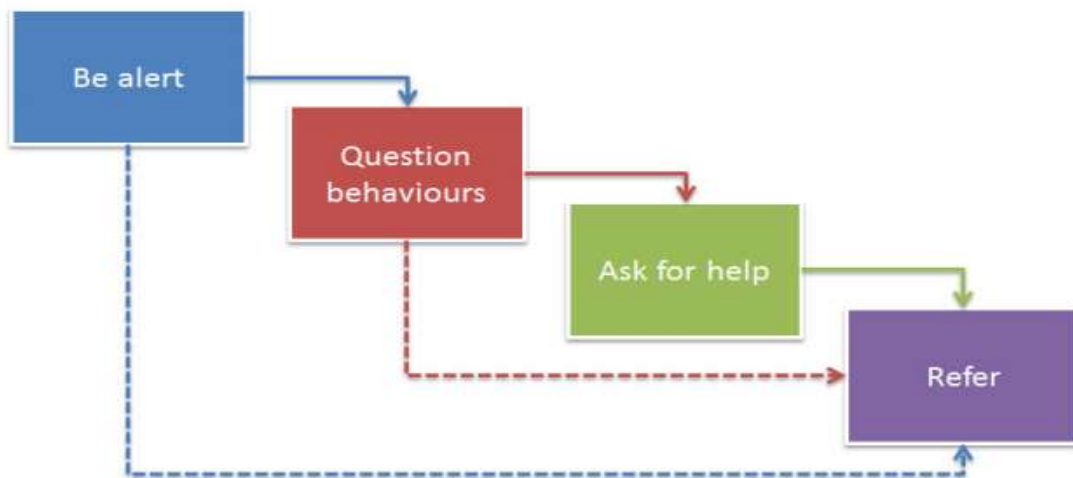 Be alert
Question
behaviours
Ask for help
Refer